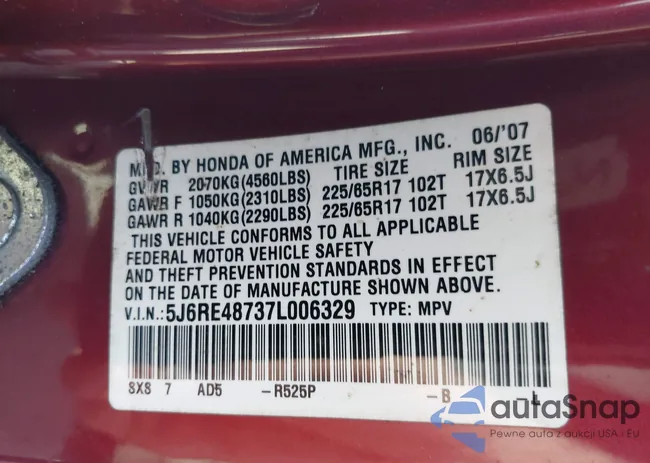 MFD. BY HONDA OF AMERICA MFG., INC. 06/'07
GVWR 2070KG(4560LBS) TIRE SIZE RIM SIZE
GAWR F 1050KG(2310LBS) 225/65R17 102T 17X6.5J
GAWR R 1040KG(2290LBS) 225/65R17 102T 17X6.5J
THIS VEHICLE CONFORMS TO ALL APPLICABLE
FEDERAL MOTOR VEHICLE SAFETY
AND THEFT PREVENTION STANDARDS IN EFFECT
ON THE DATE OF MANUFACTURE SHOWN ABOVE.
V.I.N.:5J6RE48737L006329 TYPE: MPV
8X8 7 AD5 -R525P -B L
autaSnap
Pewne auta z aukcji USA i EU